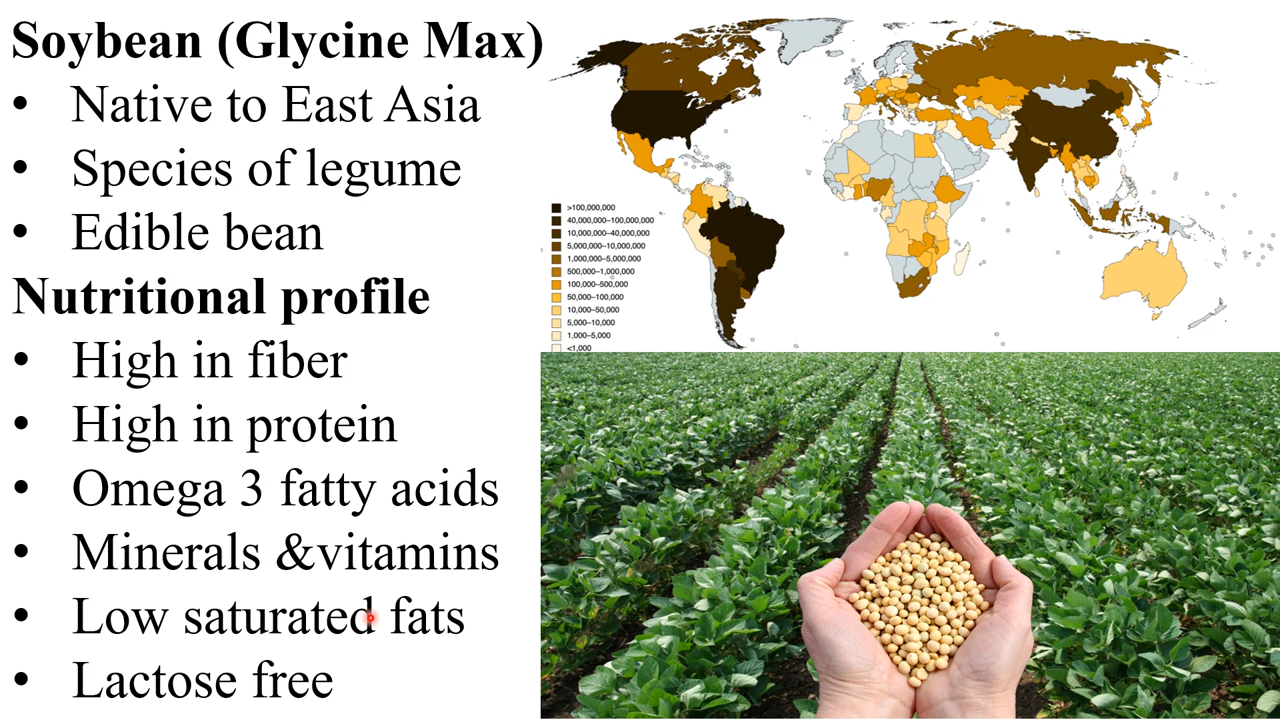 Soybean (Glycine Max)
• Native to East Asia
• Species of legume
• Edible bean
Nutritional profile
• High in fiber
• High in protein
• Omega 3 fatty acids
• Minerals &vitamins
• Low saturated fats
• Lactose free
>100,000,000
40,000,000–100,000,000
10,000,000–40,000,000
5,000,000–10,000,000
1,000,000–5,000,000
500,000–1,000,000
100,000–500,000
50,000–100,000
10,000–50,000
5,000–10,000
1,000–5,000
<1,000